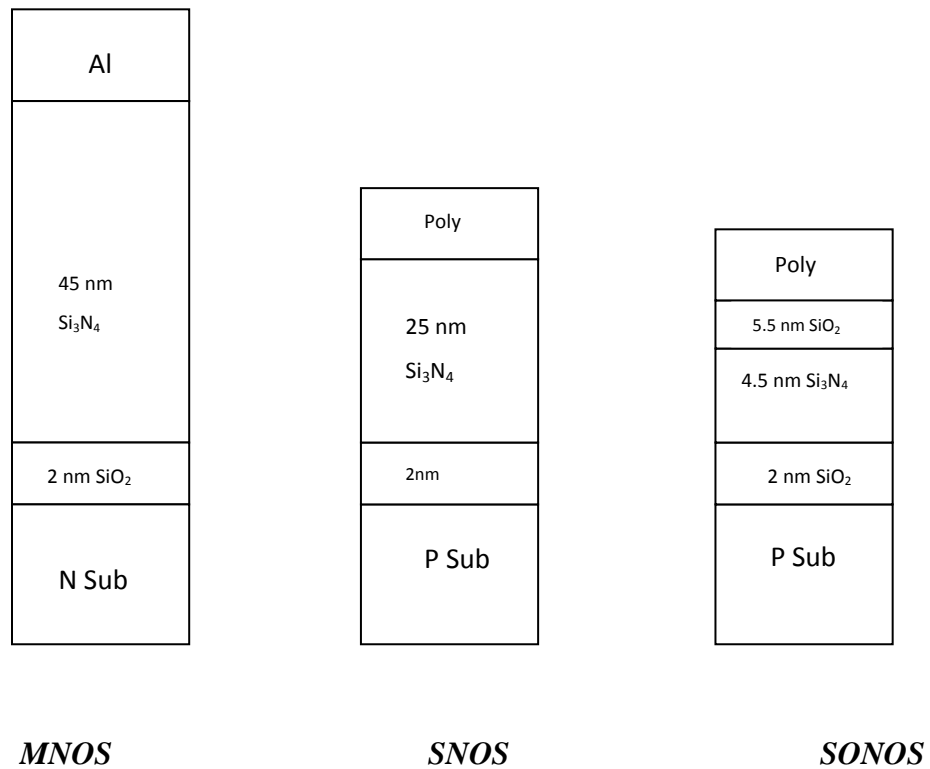 Al
45 nm
Si₃N₄
2 nm SiO₂
N Sub
Poly
25 nm
Si₃N₄
2nm
P Sub
Poly
5.5 nm SiO₂
4.5 nm Si₃N₄
2 nm SiO₂
P Sub
MNOS
SNOS
SONOS